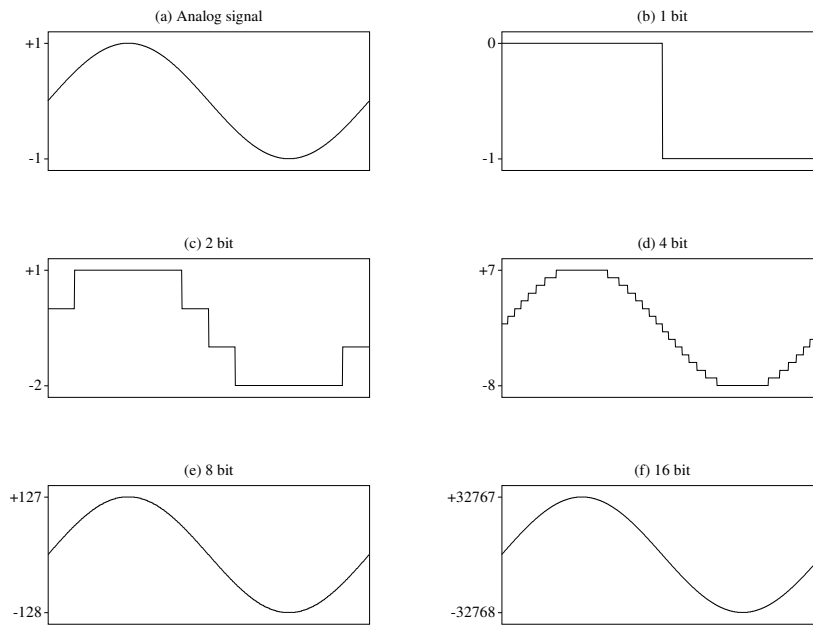 (a) Analog signal
+1
-1
(b) 1 bit
0
-1
(c) 2 bit
+1
-2
(d) 4 bit
+7
-8
(e) 8 bit
+127
-128
(f) 16 bit
+32767
-32768